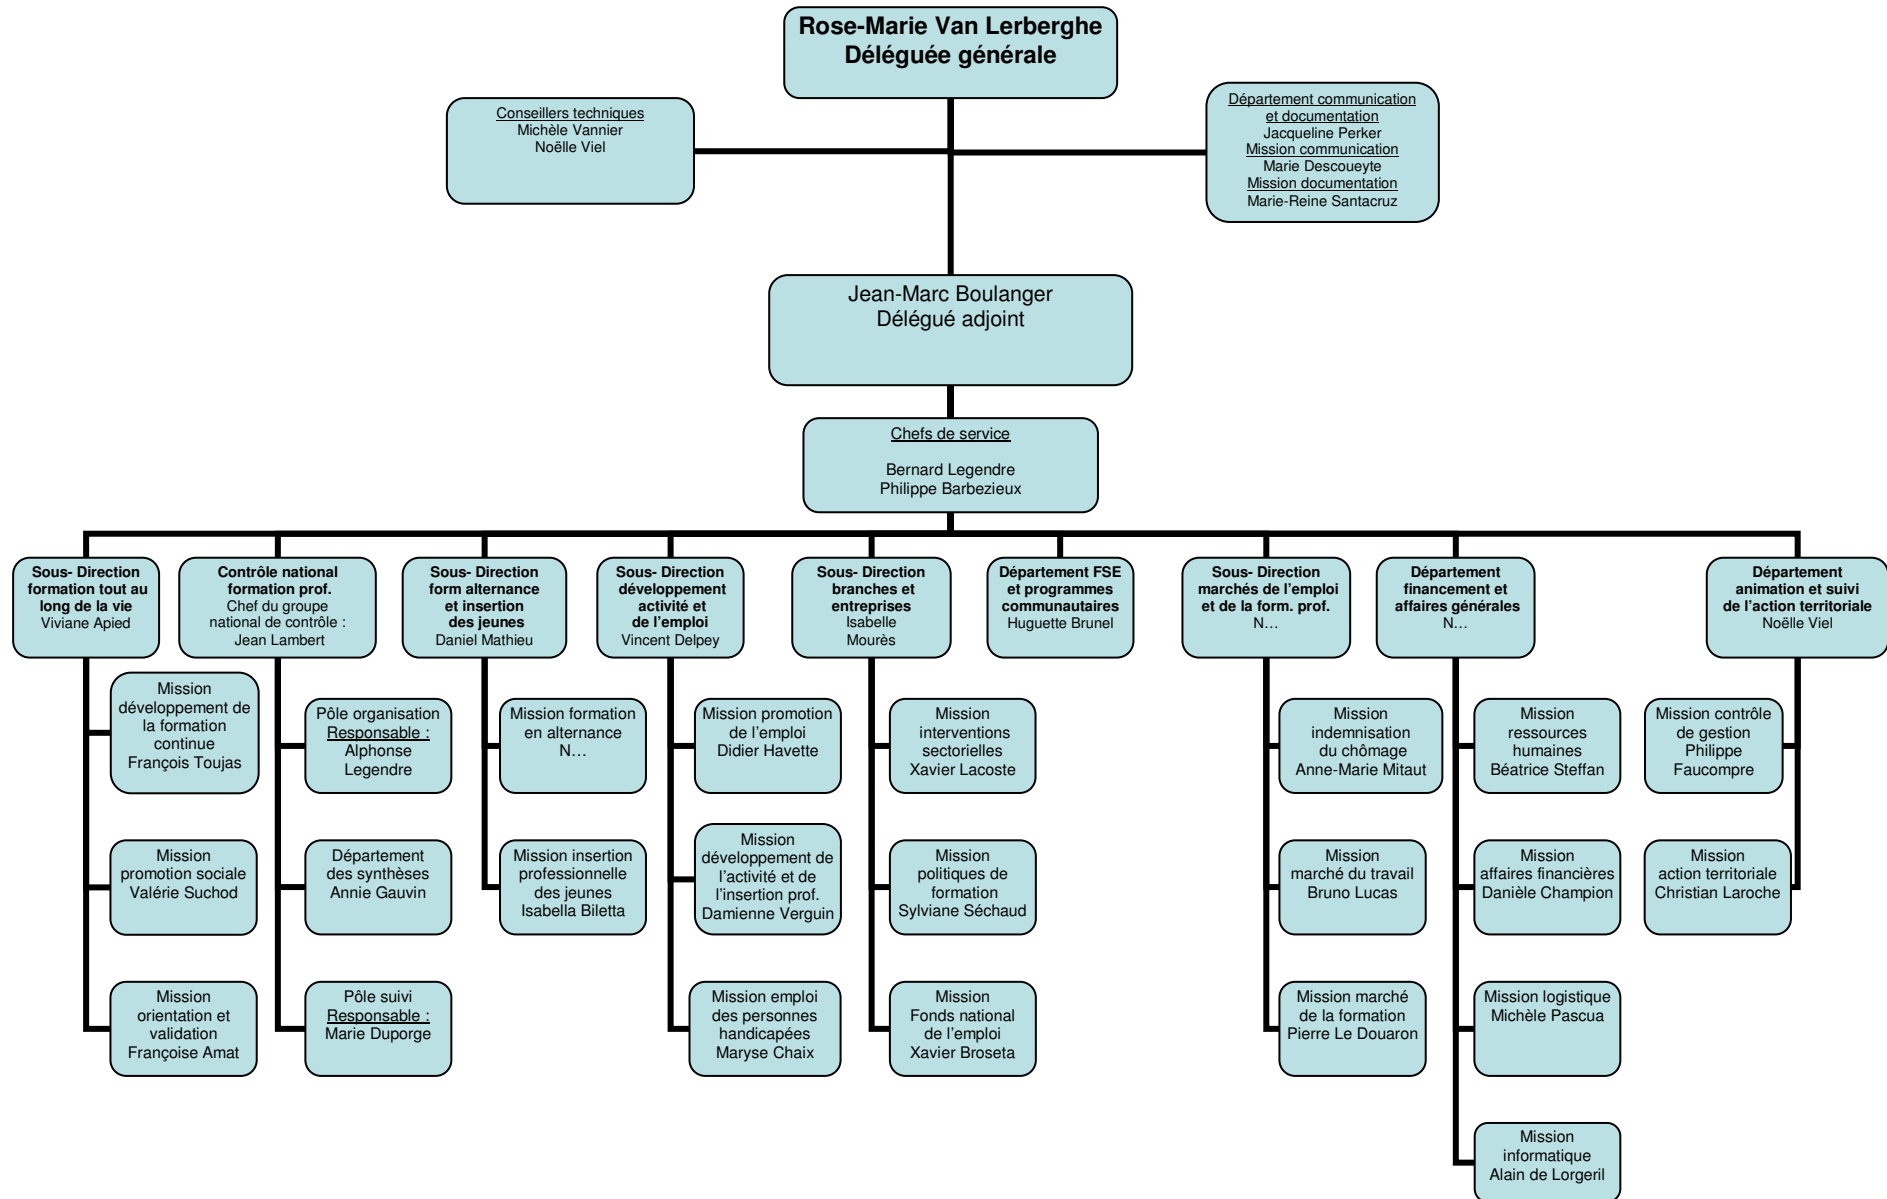 Rose-Marie Van Lerberghe
Déléguée générale
Conseillers techniques
Michèle Vannier
Noëlle Viel
Département communication
et documentation
Jacqueline Perker
Mission communication
Marie Descoueyte
Mission documentation
Marie-Reine Santacruz
Jean-Marc Boulanger
Délégué adjoint
Chefs de service
Bernard Legendre
Philippe Barbezieux
Sous- Direction
formation tout au
long de la vie
Viviane Apied
Contrôle national
formation prof.
Chef du groupe
national de contrôle :
Jean Lambert
Sous- Direction
form alternance
et insertion
des jeunes
Daniel Mathieu
Sous- Direction
développement
activité et
de l'emploi
Vincent Delpey
Sous- Direction
branches et
entreprises
Isabelle
Mourès
Département FSE
et programmes
communautaires
Huguette Brunel
Sous- Direction
marchés de l'emploi
et de la form. prof.
N…
Département
financement et
affaires générales
N…
Département
animation et suivi
de l'action territoriale
Noëlle Viel
Mission
développement de
la formation
continue
François Toujas
Pôle organisation
Responsable :
Alphonse
Legendre
Mission formation
en alternance
N…
Mission promotion
de l'emploi
Didier Havette
Mission
interventions
sectorielles
Xavier Lacoste
Mission
indemnisation
du chômage
Anne-Marie Mitaut
Mission
ressources
humaines
Béatrice Steffan
Mission contrôle
de gestion
Philippe
Faucompre
Mission
promotion sociale
Valérie Suchod
Département
des synthèses
Annie Gauvin
Mission insertion
professionnelle
des jeunes
Isabella Biletta
Mission
développement de
l'activité et de
l'insertion prof.
Damienne Verguin
Mission
politiques de
formation
Sylviane Séchaud
Mission
marché du travail
Bruno Lucas
Mission
affaires financières
Danièle Champion
Mission
action territoriale
Christian Laroche
Mission
orientation et
validation
Françoise Amat
Pôle suivi
Responsable :
Marie Duporge
Mission emploi
des personnes
handicapées
Maryse Chaix
Mission
Fonds national
de l'emploi
Xavier Broseta
Mission marché
de la formation
Pierre Le Douaron
Mission logistique
Michèle Pascua
Mission
informatique
Alain de Lorgeril